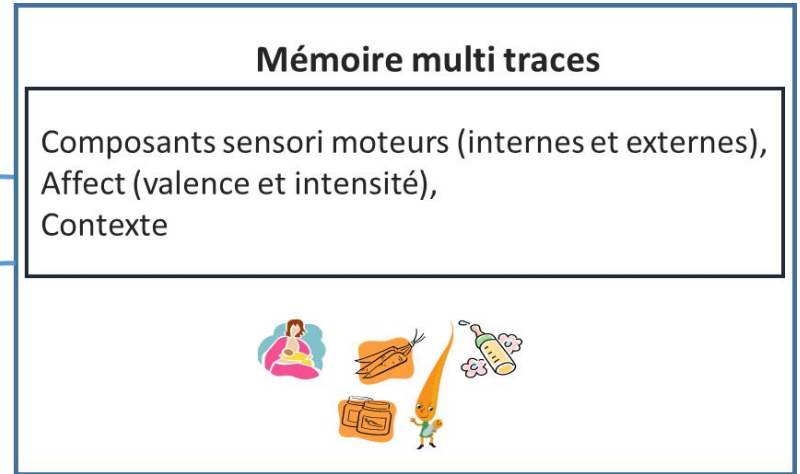 Mémoire multi traces
Composants sensori moteurs (internes et externes),
Affect (valence et intensité),
Contexte